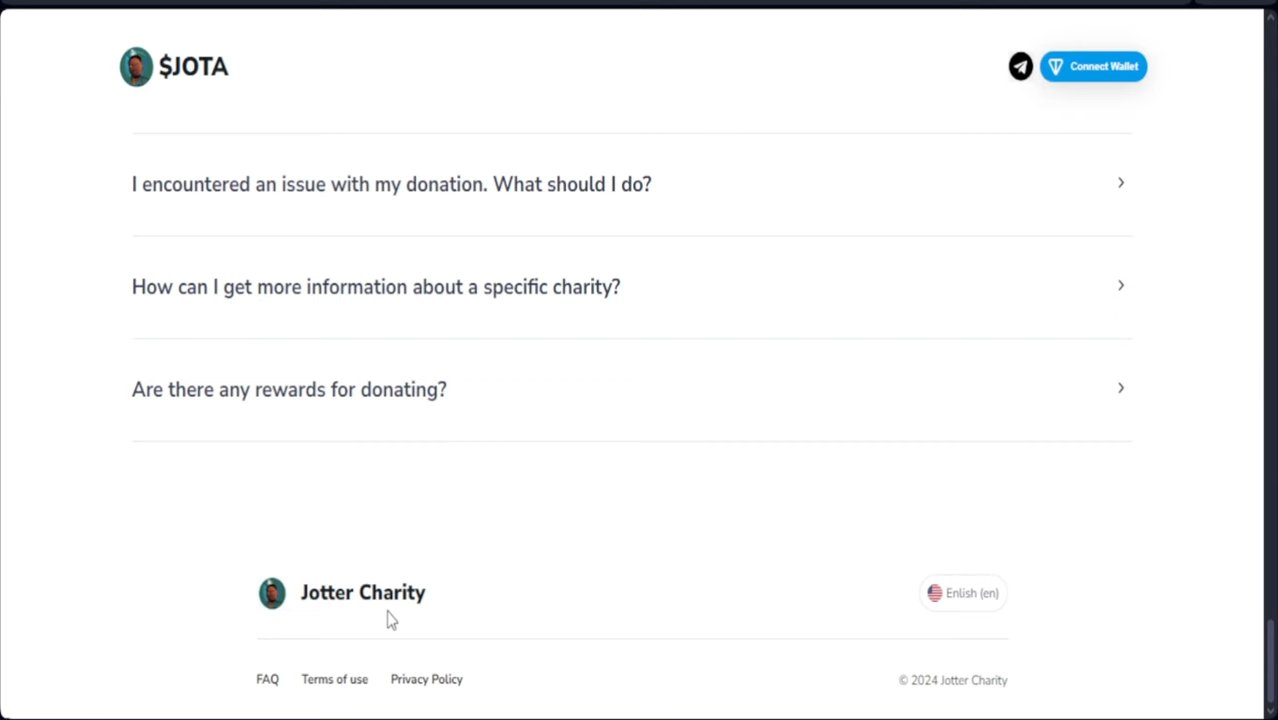 $JOTA
Connect Wallet
I encountered an issue with my donation. What should I do?
How can I get more information about a specific charity?
Are there any rewards for donating?
Jotter Charity
Enlish (en)
FAQ Terms of use Privacy Policy
© 2024 Jotter Charity